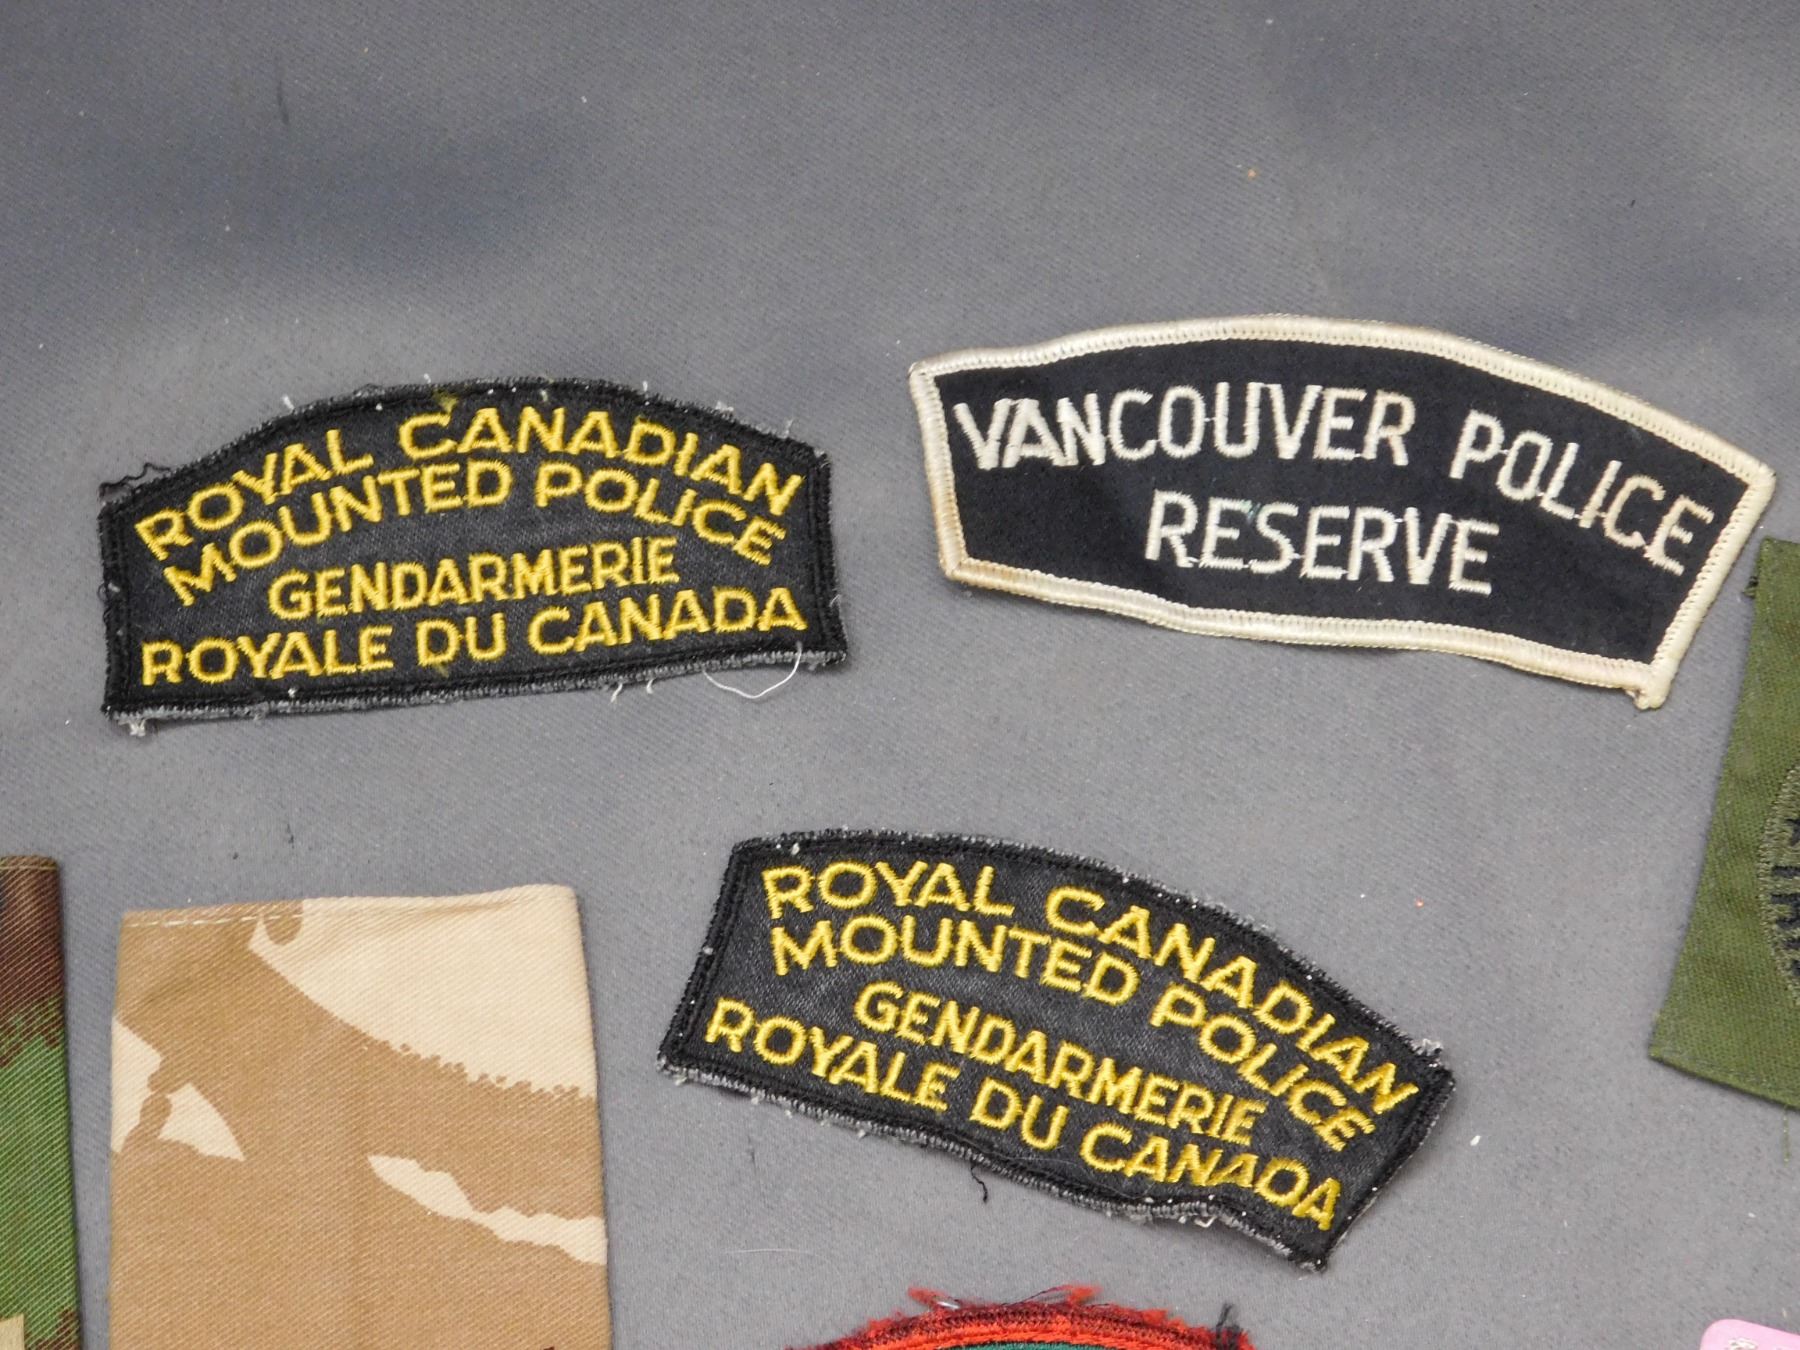 ROYAL CANADIAN
MOUNTED POLICE
GENDARMERIE
ROYALE DU CANADA
VANCOUVER POLICE
RESERVE
ROYAL CANADIAN
MOUNTED POLICE
GENDARMERIE
ROYALE DU CANADA